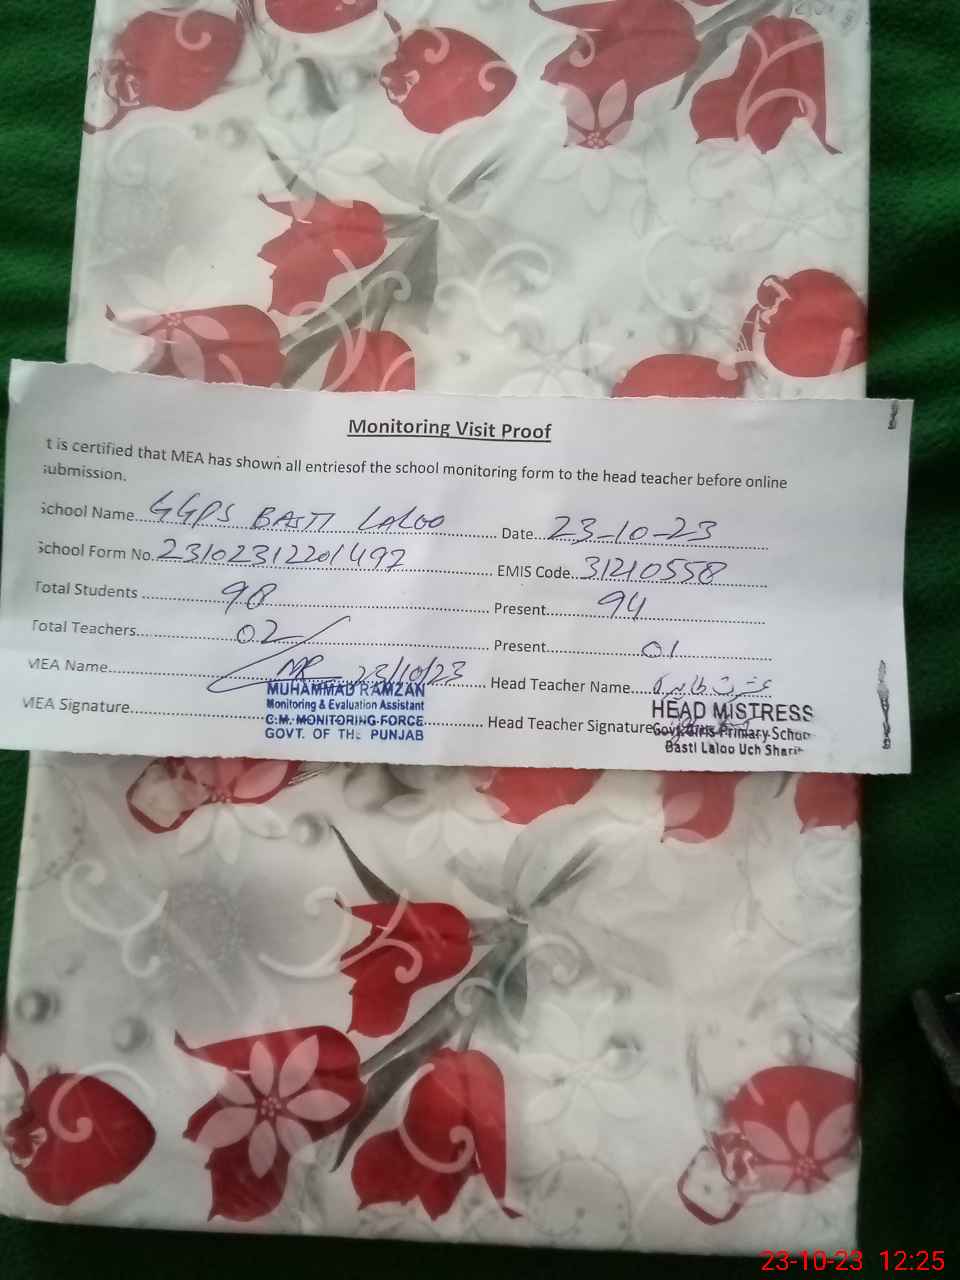 Monitoring Visit Proof
t is certified that MEA has shown all entriesof the school monitoring form to the head teacher before online
submission.
School Name....GGPS BASTI LALOO.... Date...23-10-23
School Form No. 23102312201497.... EMIS Code...31210558
Total Students....98.... Present....94
Total Teachers....02.... Present....01
MEA Name....23/10/23.... Head Teacher Name....
MUHAMMAD RAMZAN
Monitoring & Evaluation Assistant
C.M. MONITORING FORCE
GOVT. OF THE PUNJAB
HEAD MISTRESS
Govt. Girls Primary School
Basti Laloo Uch Sharif
MEA Signature.... Head Teacher Signature
23-10-23 12:25